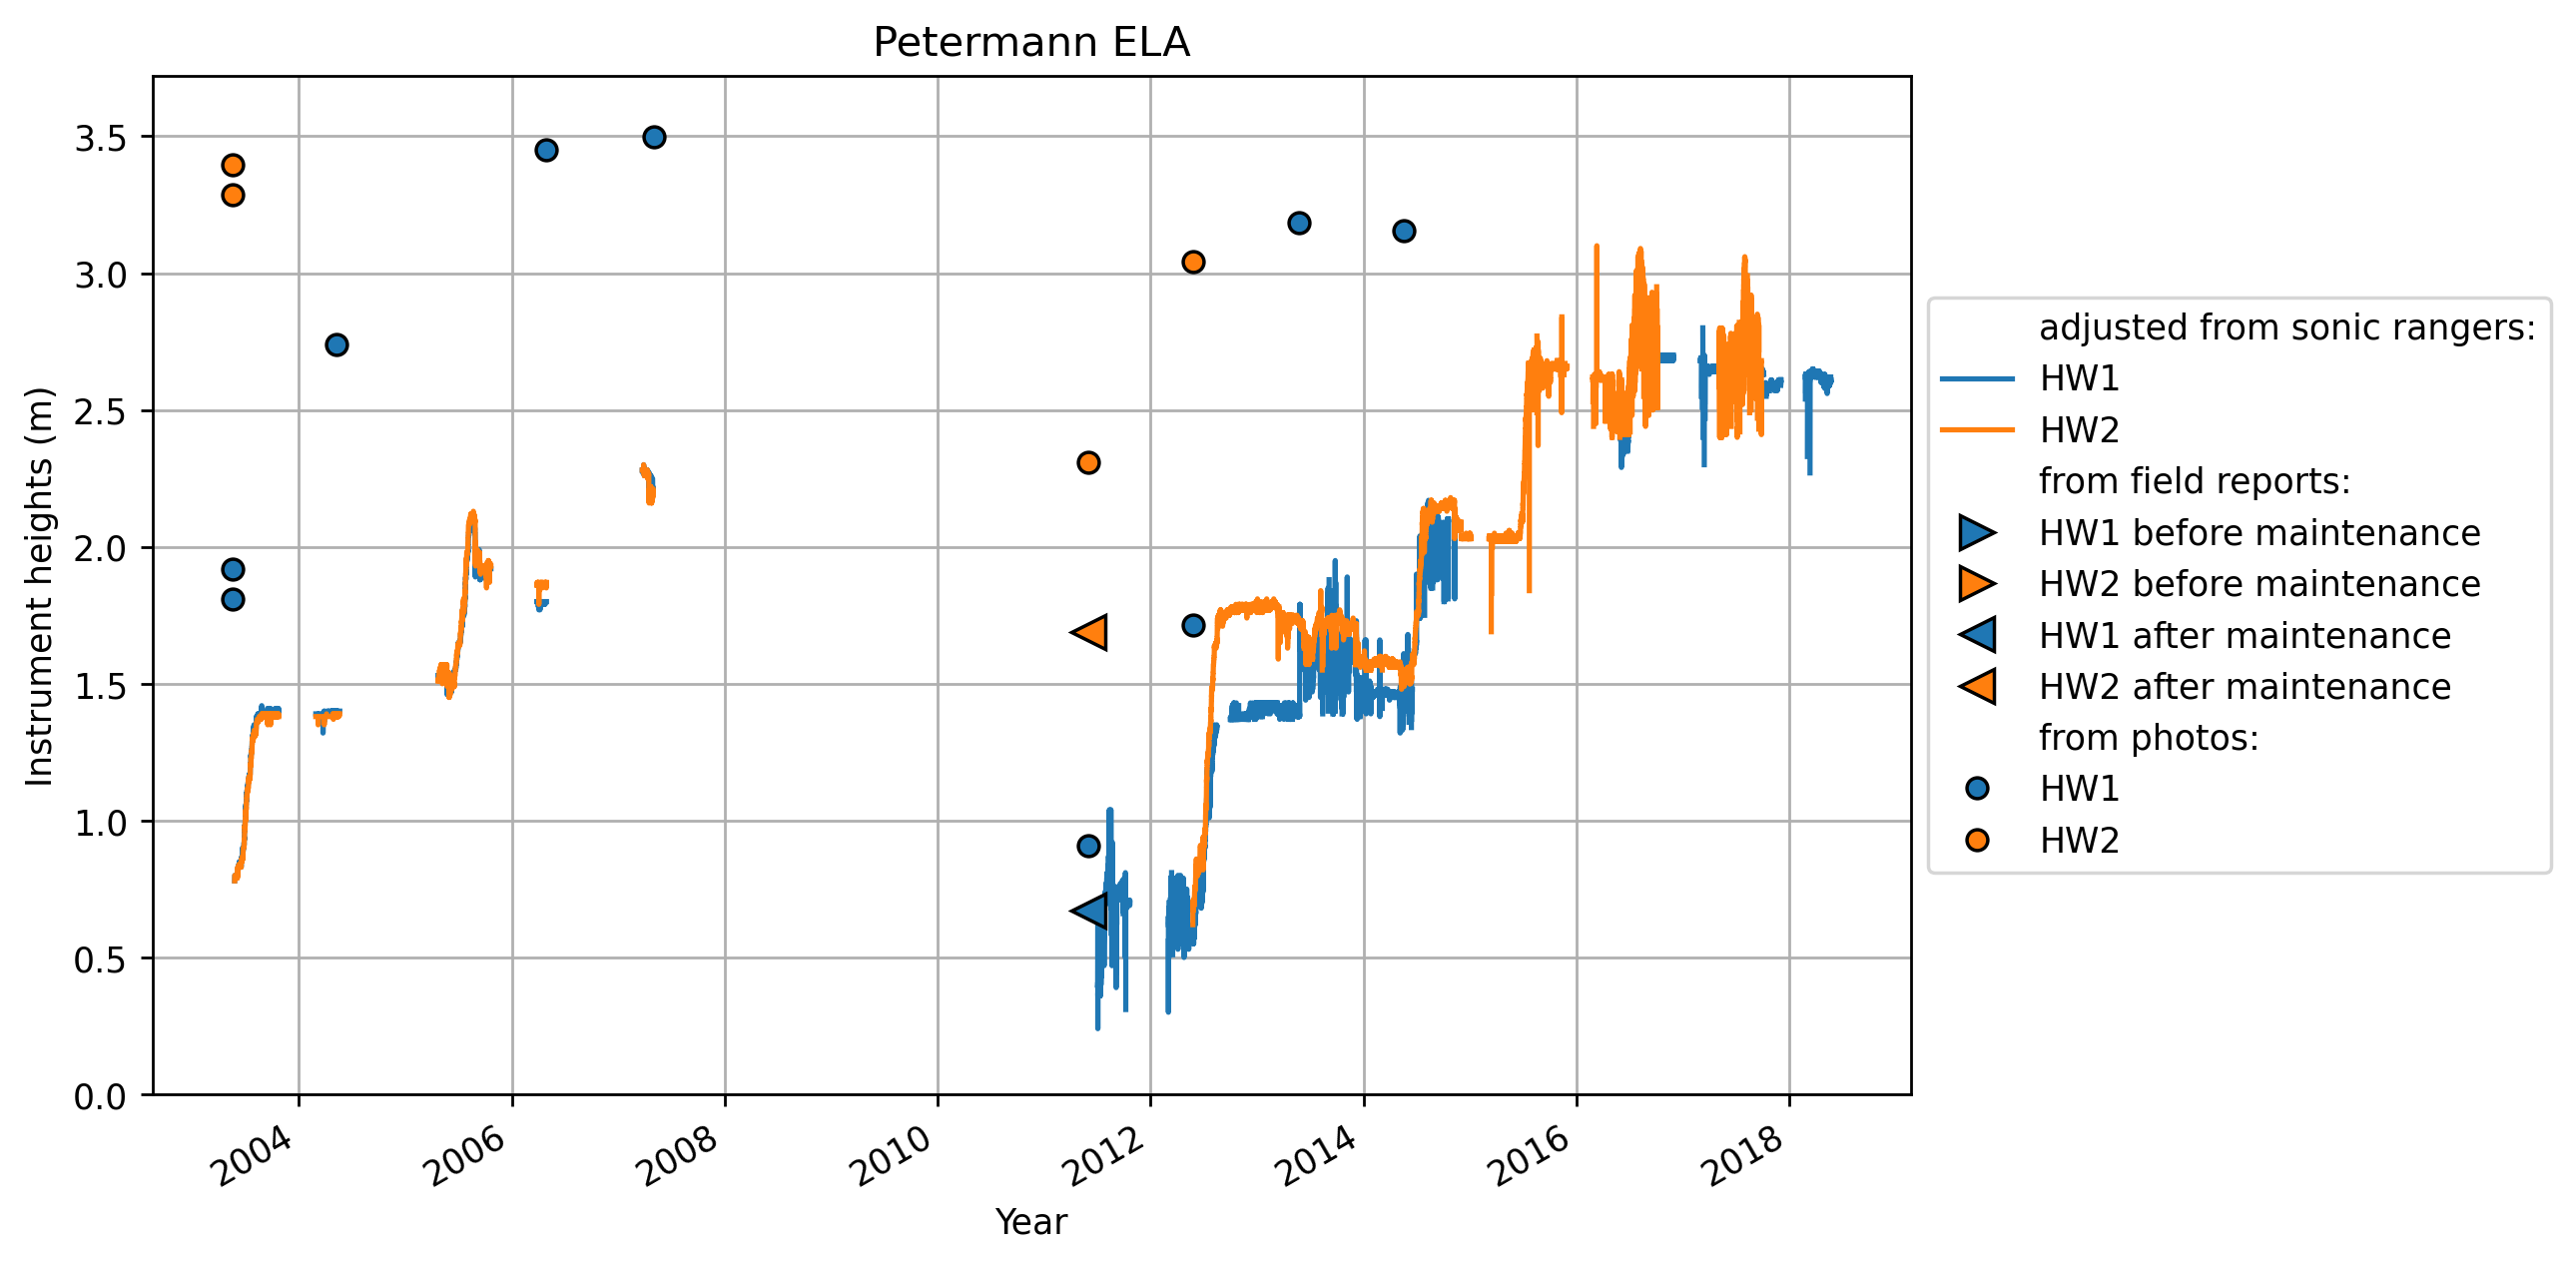 Petermann ELA
Instrument heights (m)
3.5
3.0
2.5
2.0
1.5
1.0
0.5
0.0
2004
2006
2008
2010
2012
2014
2016
2018
Year
adjusted from sonic rangers:
HW1
HW2
from field reports:
HW1 before maintenance
HW2 before maintenance
HW1 after maintenance
HW2 after maintenance
from photos:
HW1
HW2